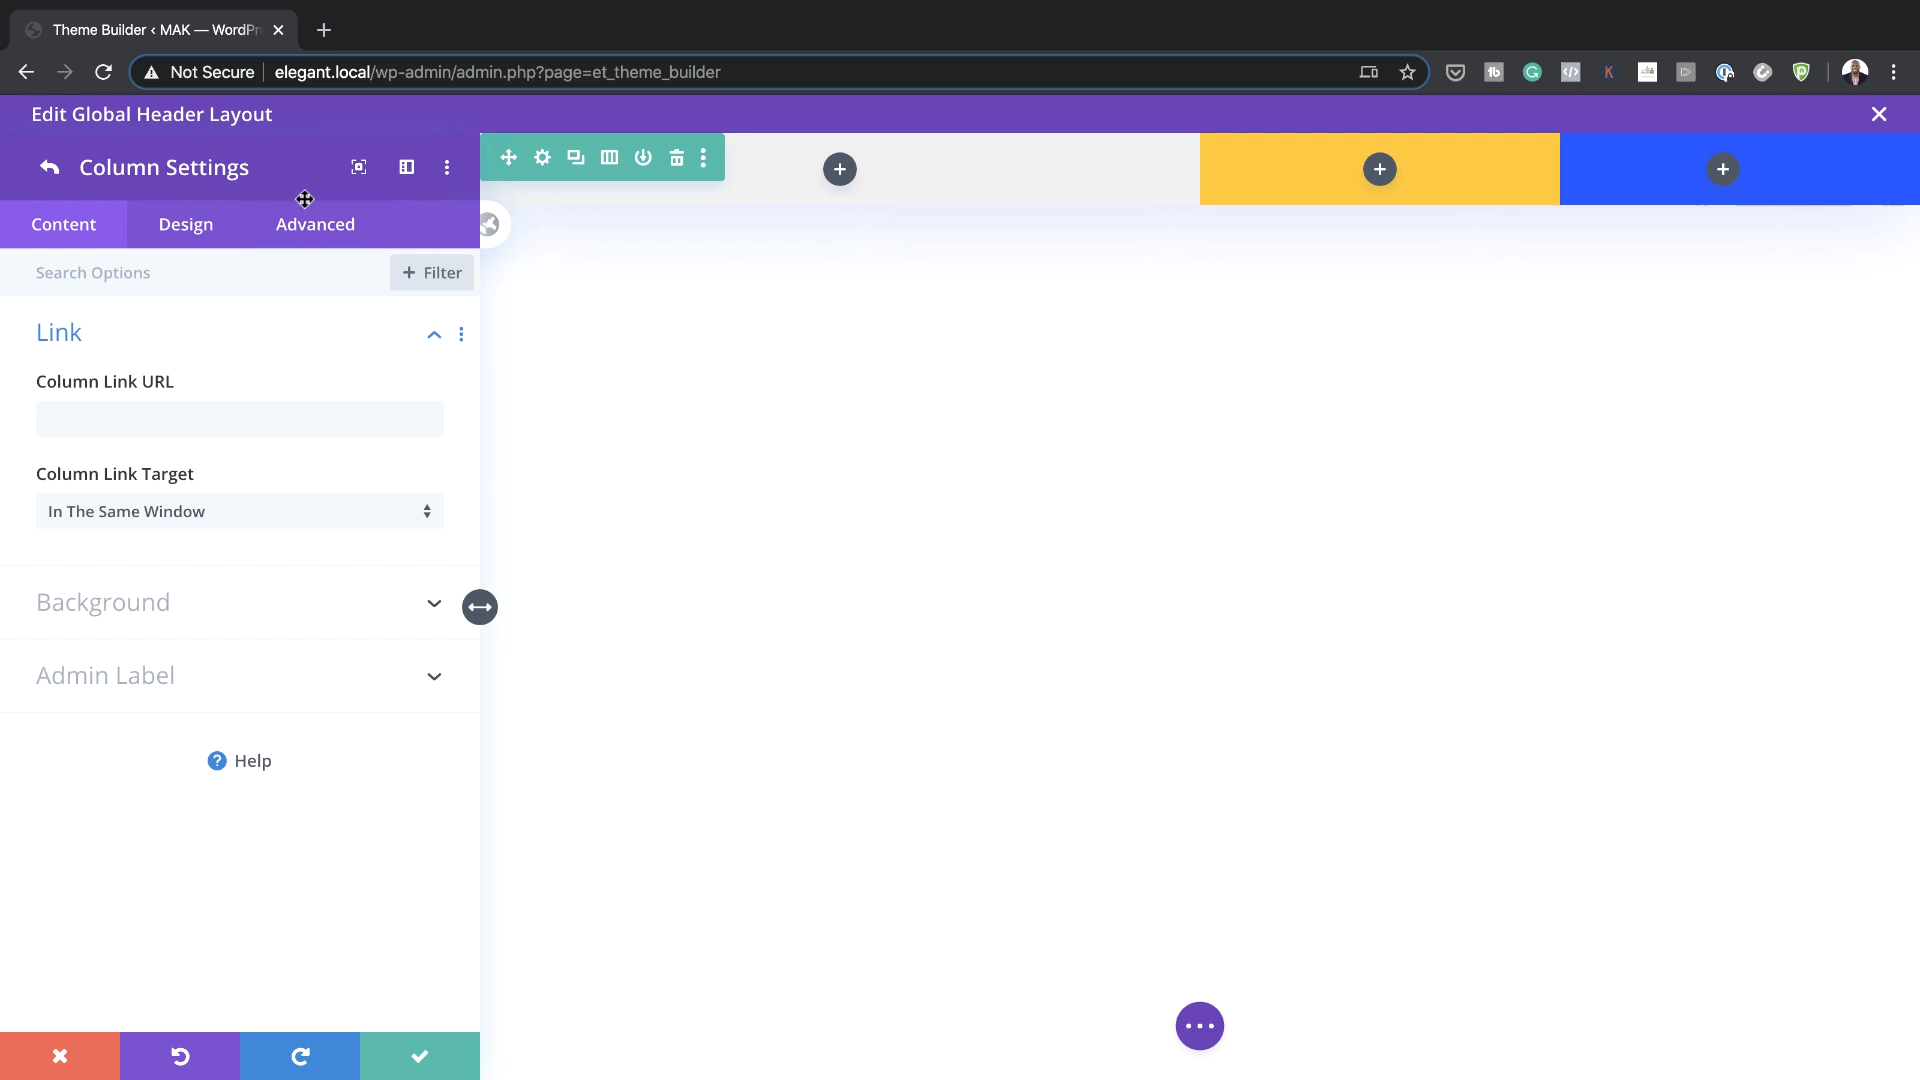 Theme Builder ‹ MAK — WordPr
Not Secure
elegant.local/wp-admin/admin.php?page=et_theme_builder
Edit Global Header Layout
Column Settings
Content
Design
Advanced
Search Options
+ Filter
Link
Column Link URL
Column Link Target
In The Same Window
Background
Admin Label
? Help